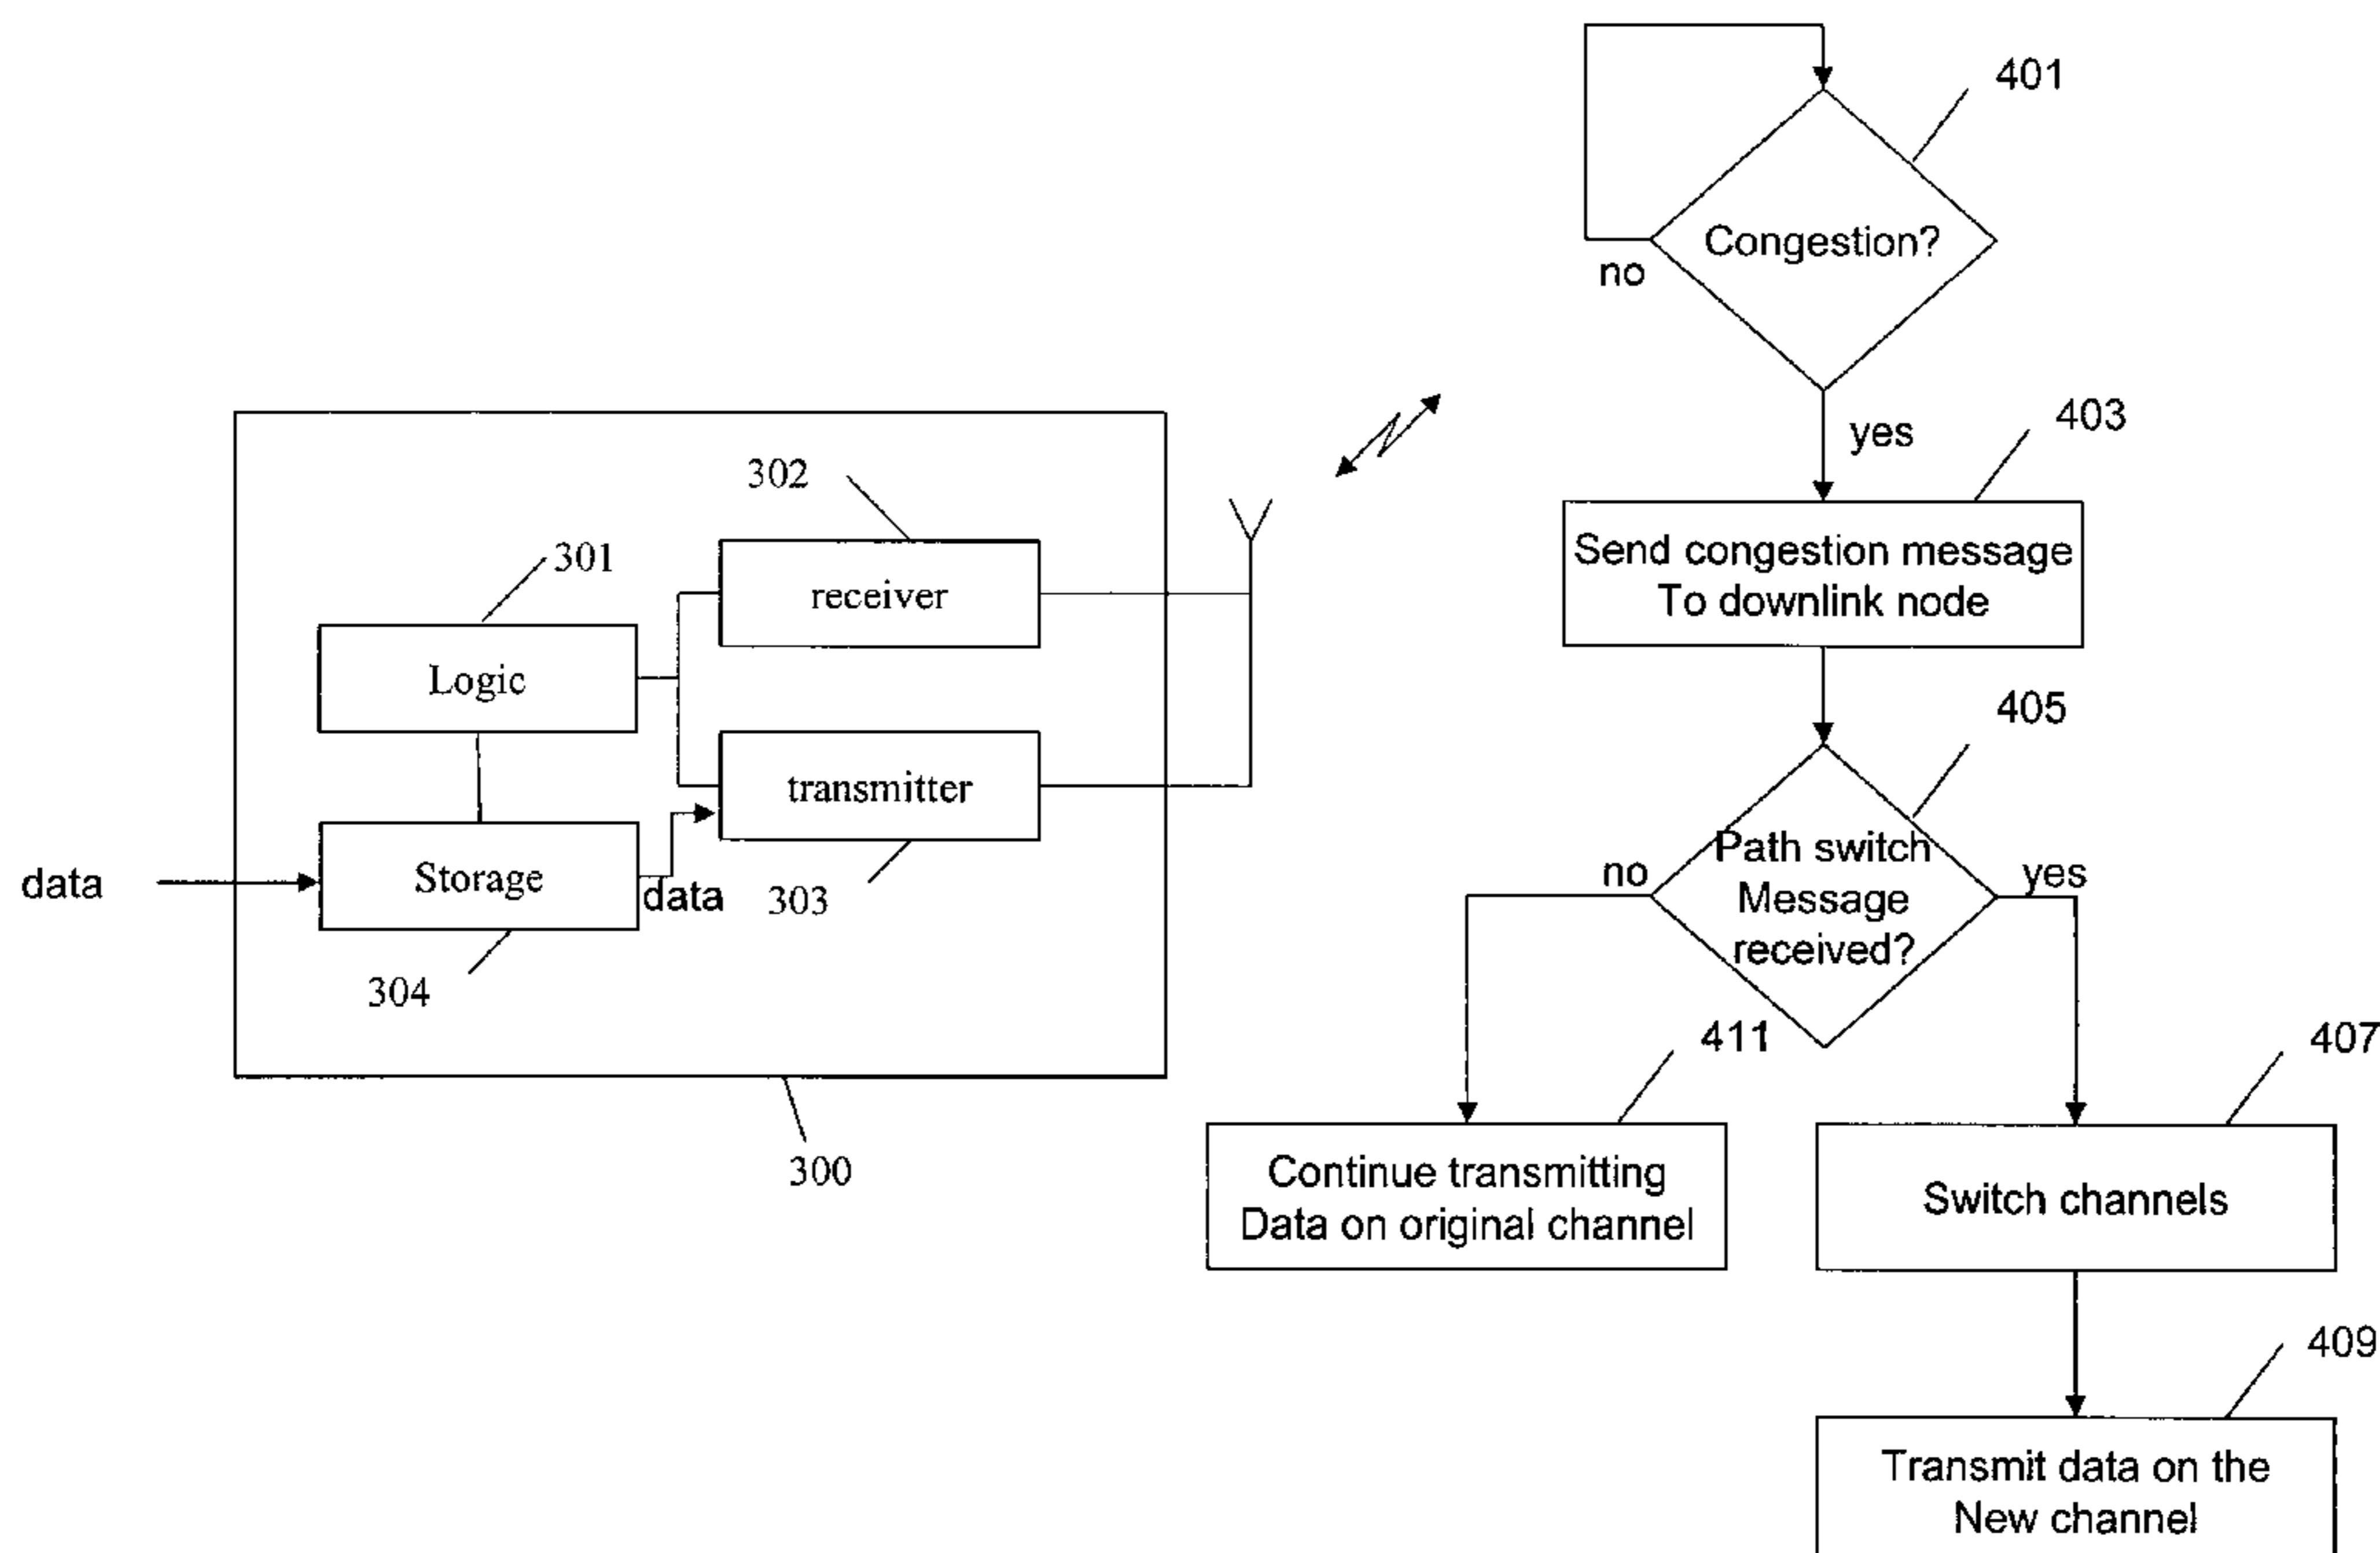 302
301
receiver
Logic
transmitter
data
Storage
data
303
304
300
401
Congestion?
no
yes
403
Send congestion message
To downlink node
405
no
Path switch
Message
received?
yes
411
407
Continue transmitting
Data on original channel
Switch channels
409
Transmit data on the
New channel